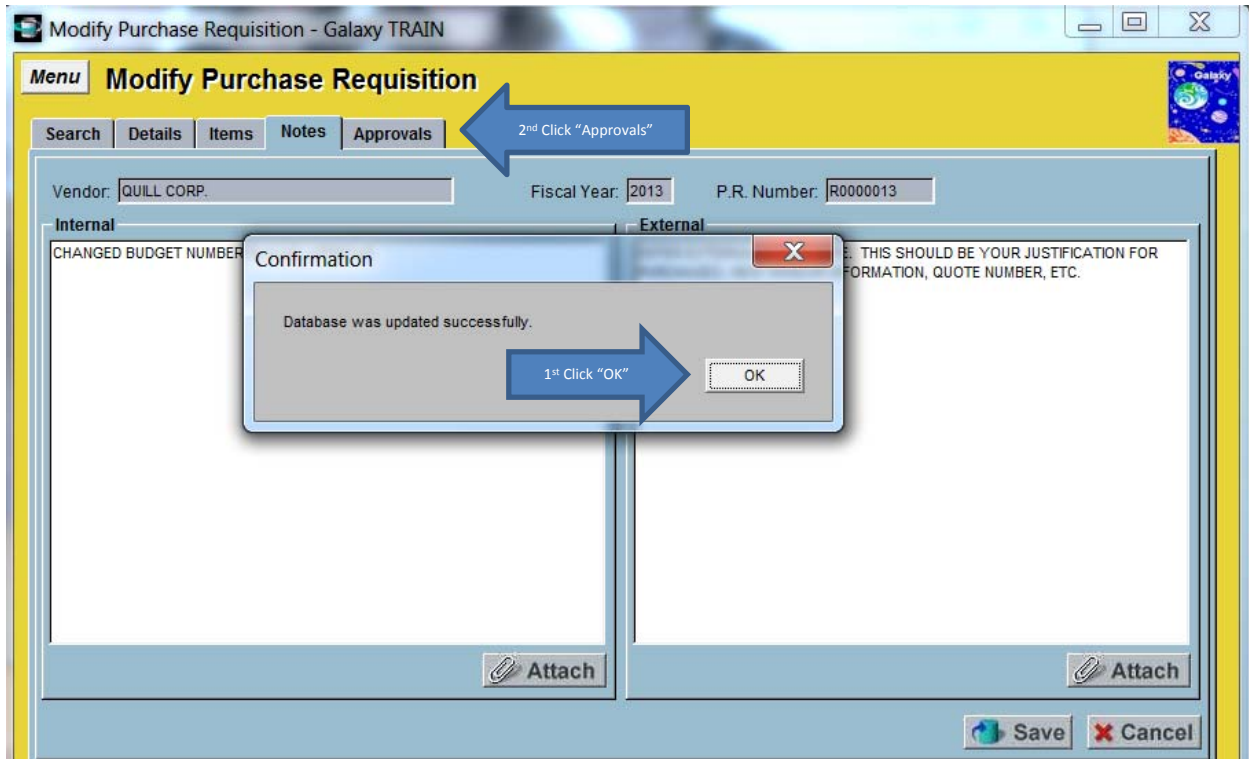 Modify Purchase Requisition - Galaxy TRAIN
Menu Modify Purchase Requisition
Galaxy
Search Details Items Notes Approvals
2nd Click “Approvals”
Vendor: QUILL CORP. Fiscal Year: 2013 P.R. Number: R0000013
Internal External
CHANGED BUDGET NUMBER
THIS SHOULD BE YOUR JUSTIFICATION FOR
FORMATION, QUOTE NUMBER, ETC.
Confirmation
Database was updated successfully.
1st Click “OK”
OK
Attach Attach
Save Cancel